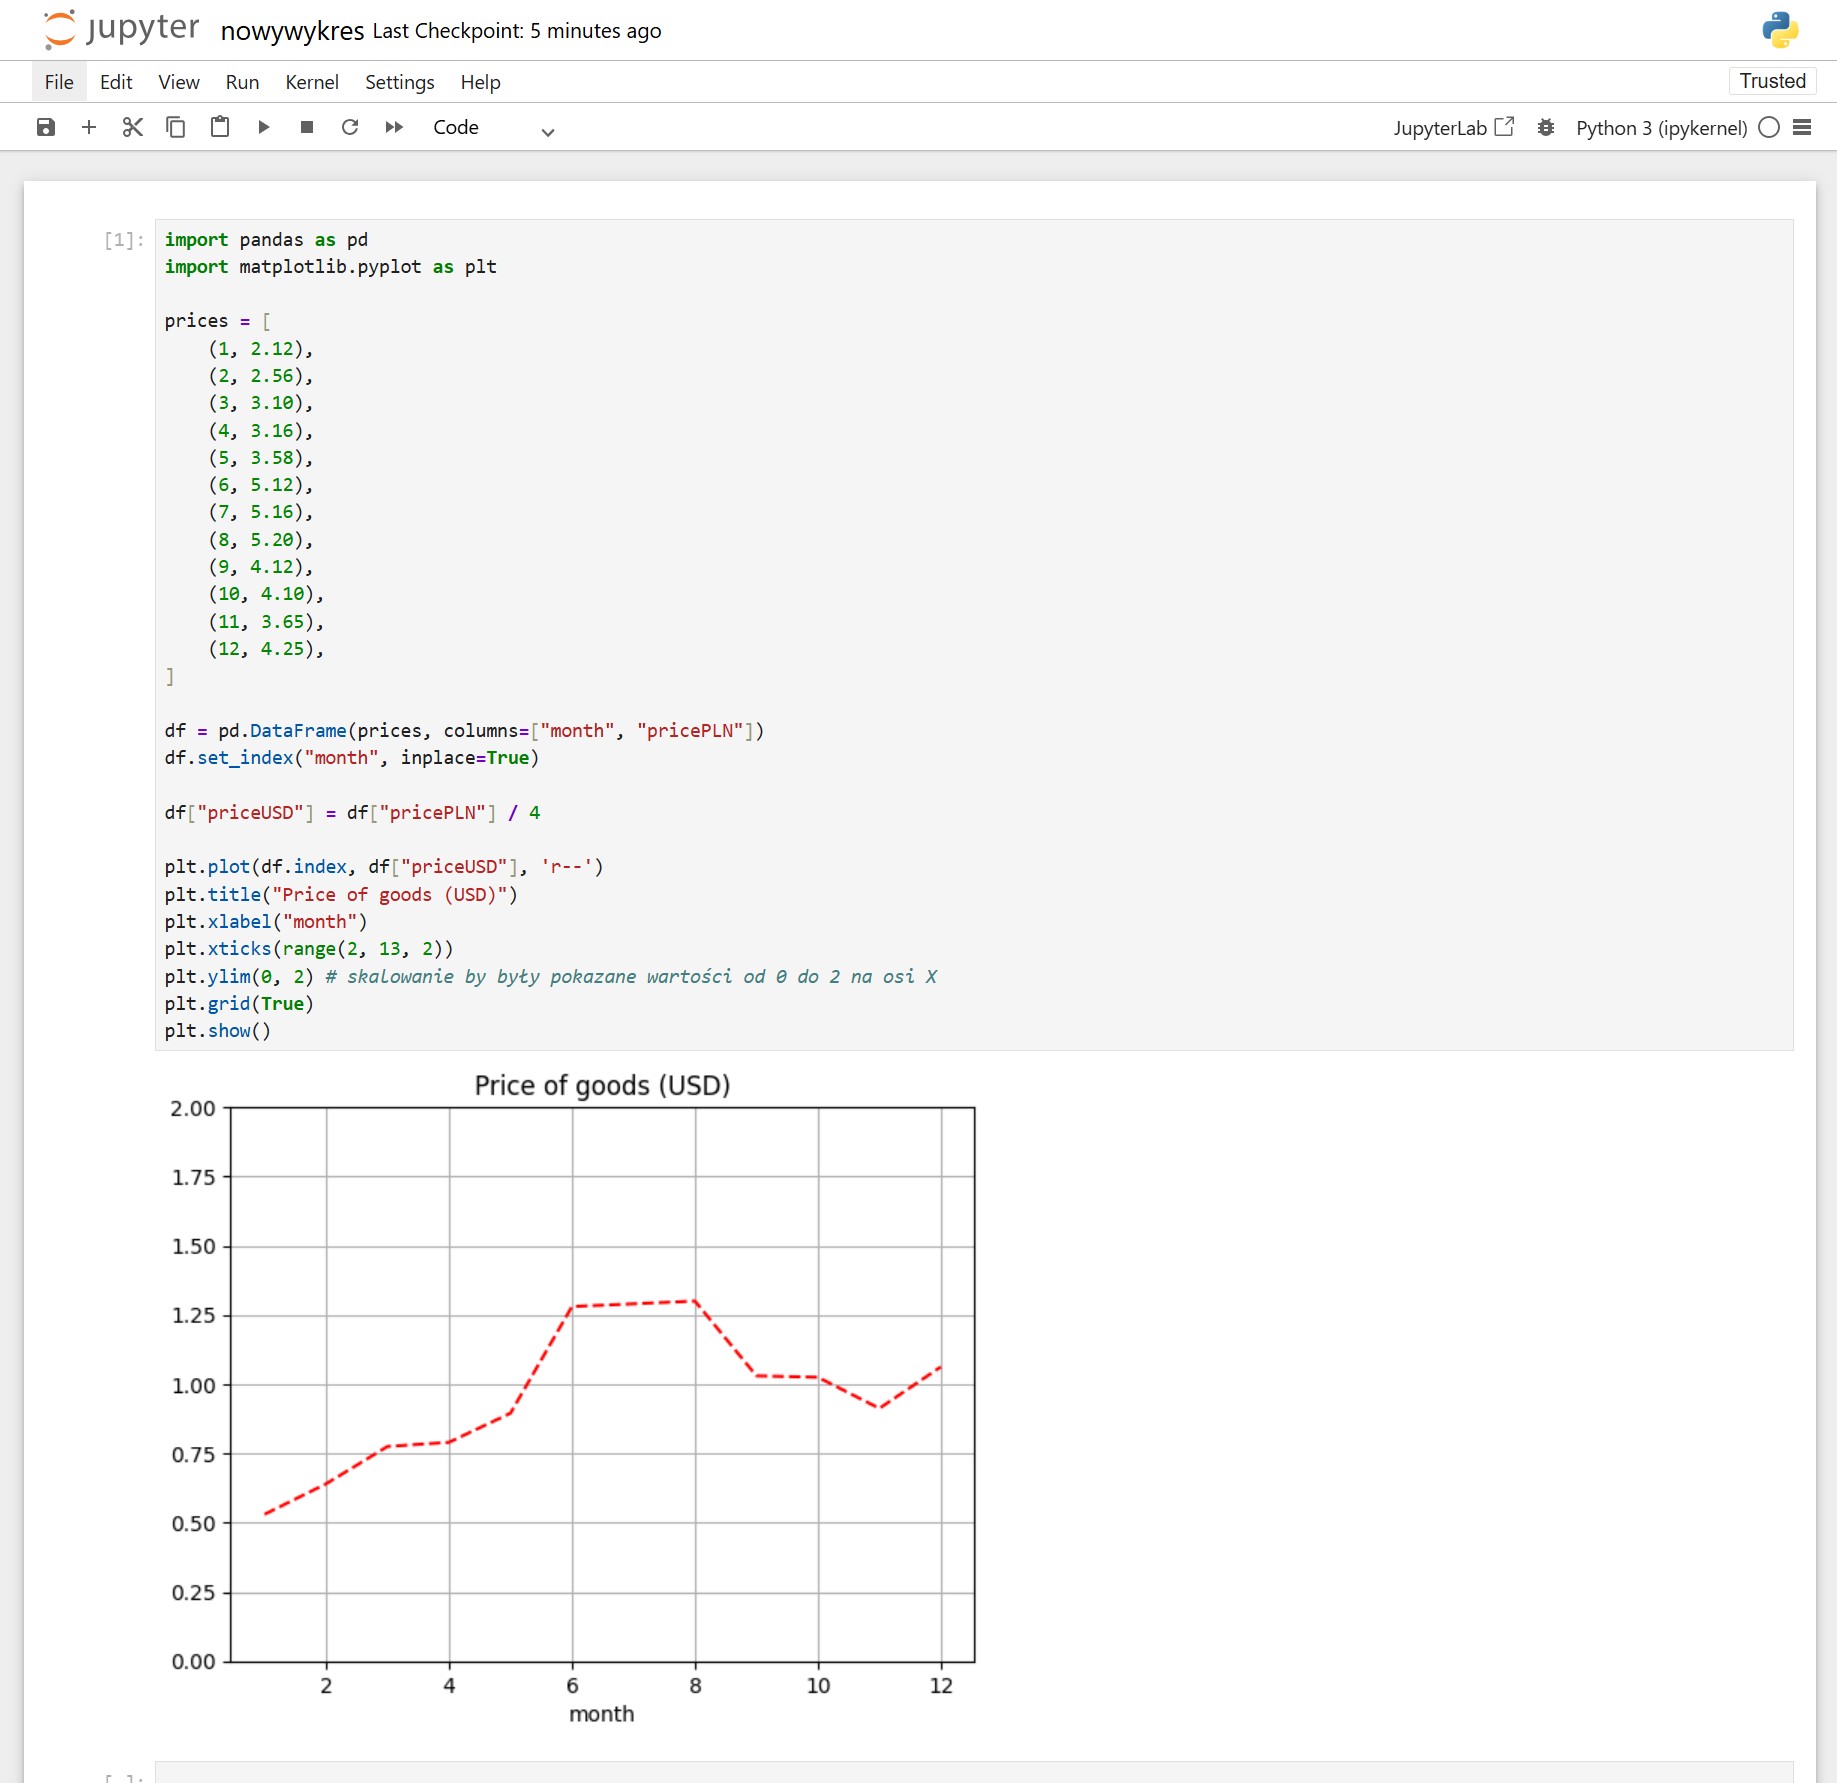 jupyter nowywykres Last Checkpoint: 5 minutes ago
File Edit View Run Kernel Settings Help Trusted
Code JupyterLab Python 3 (ipykernel)
[1]: import pandas as pd
import matplotlib.pyplot as plt
prices = [
(1, 2.12),
(2, 2.56),
(3, 3.10),
(4, 3.16),
(5, 3.58),
(6, 5.12),
(7, 5.16),
(8, 5.20),
(9, 4.12),
(10, 4.10),
(11, 3.65),
(12, 4.25),
]
df = pd.DataFrame(prices, columns=["month", "pricePLN"])
df.set_index("month", inplace=True)
df["priceUSD"] = df["pricePLN"] / 4
plt.plot(df.index, df["priceUSD"], 'r--')
plt.title("Price of goods (USD)")
plt.xlabel("month")
plt.xticks(range(2, 13, 2))
plt.ylim(0, 2) # skalowanie by były pokazane wartości od 0 do 2 na osi X
plt.grid(True)
plt.show()
Price of goods (USD)
2.00
1.75
1.50
1.25
1.00
0.75
0.50
0.25
0.00
2 4 6 8 10 12
month
[ ]: